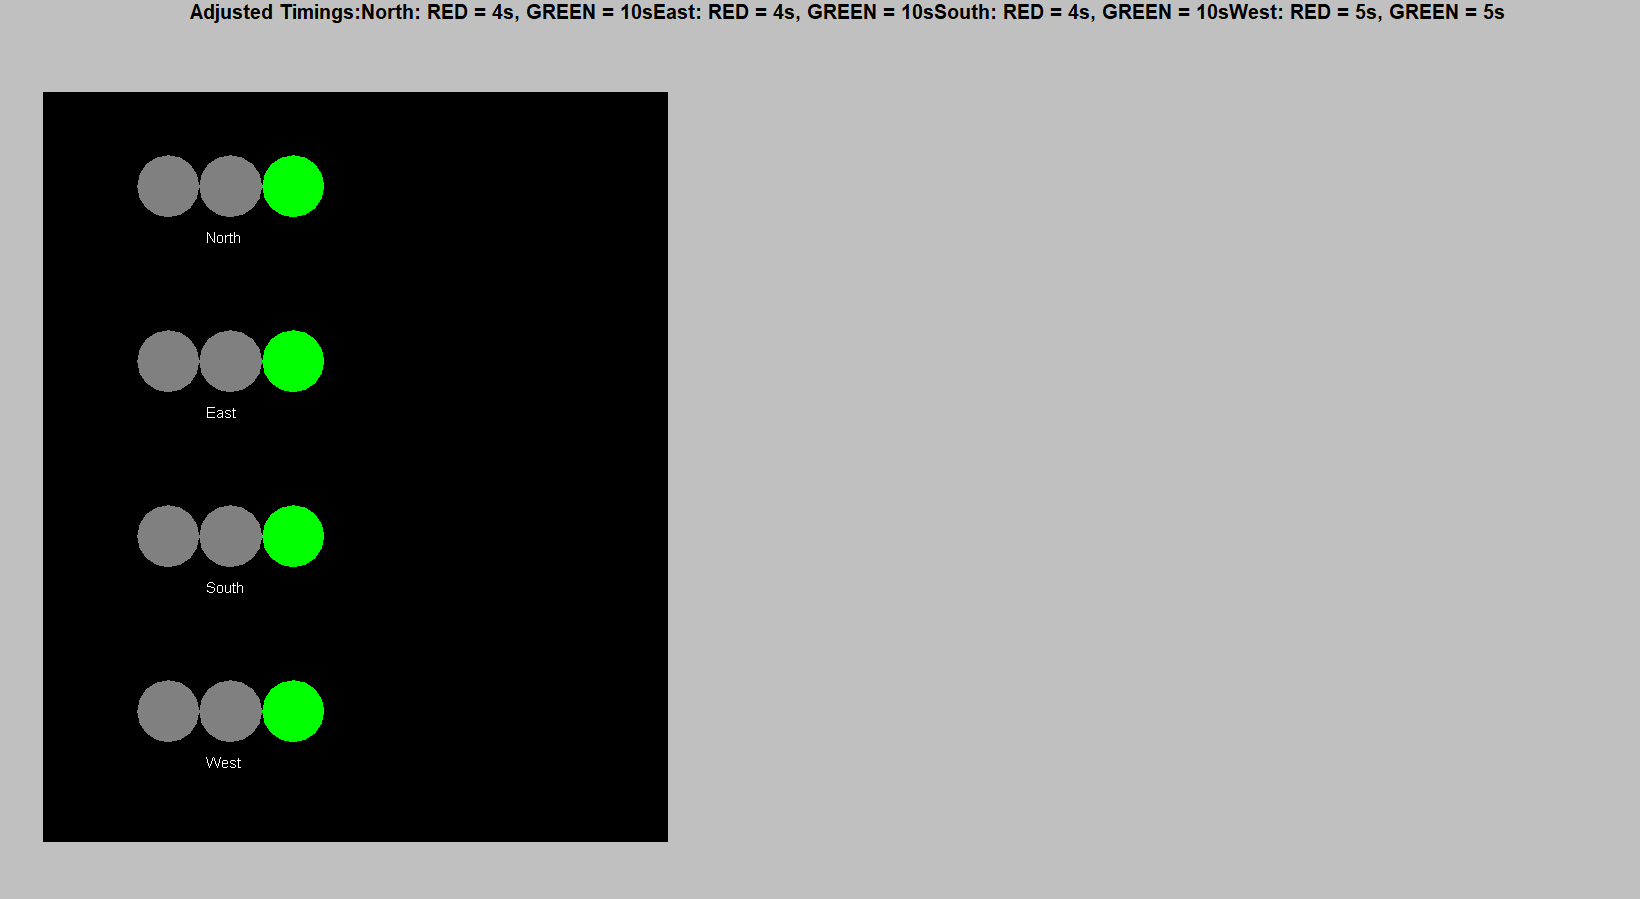 Adjusted Timings:North: RED = 4s, GREEN = 10sEast: RED = 4s, GREEN = 10sSouth: RED = 4s, GREEN = 10sWest: RED = 5s, GREEN = 5s
North
East
South
West